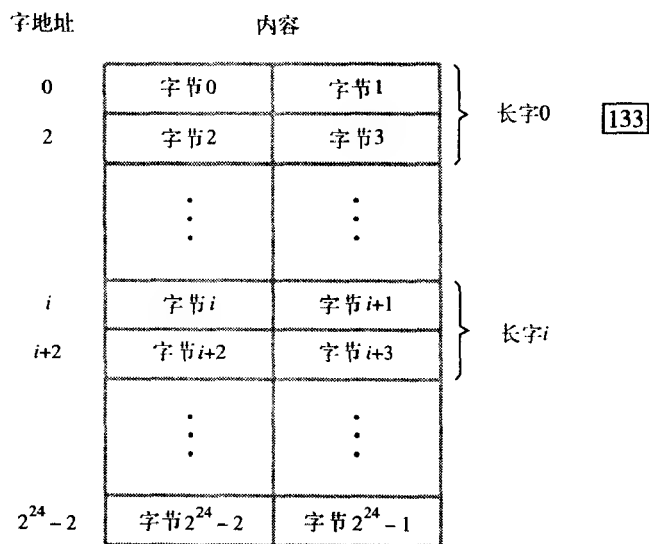 字地址 内容
0 字节0 字节1
长字0 133
2 字节2 字节3
i 字节i 字节i+1
长字i
i+2 字节i+2 字节i+3
2^24 – 2 字节2^24 – 2 字节2^24 – 1